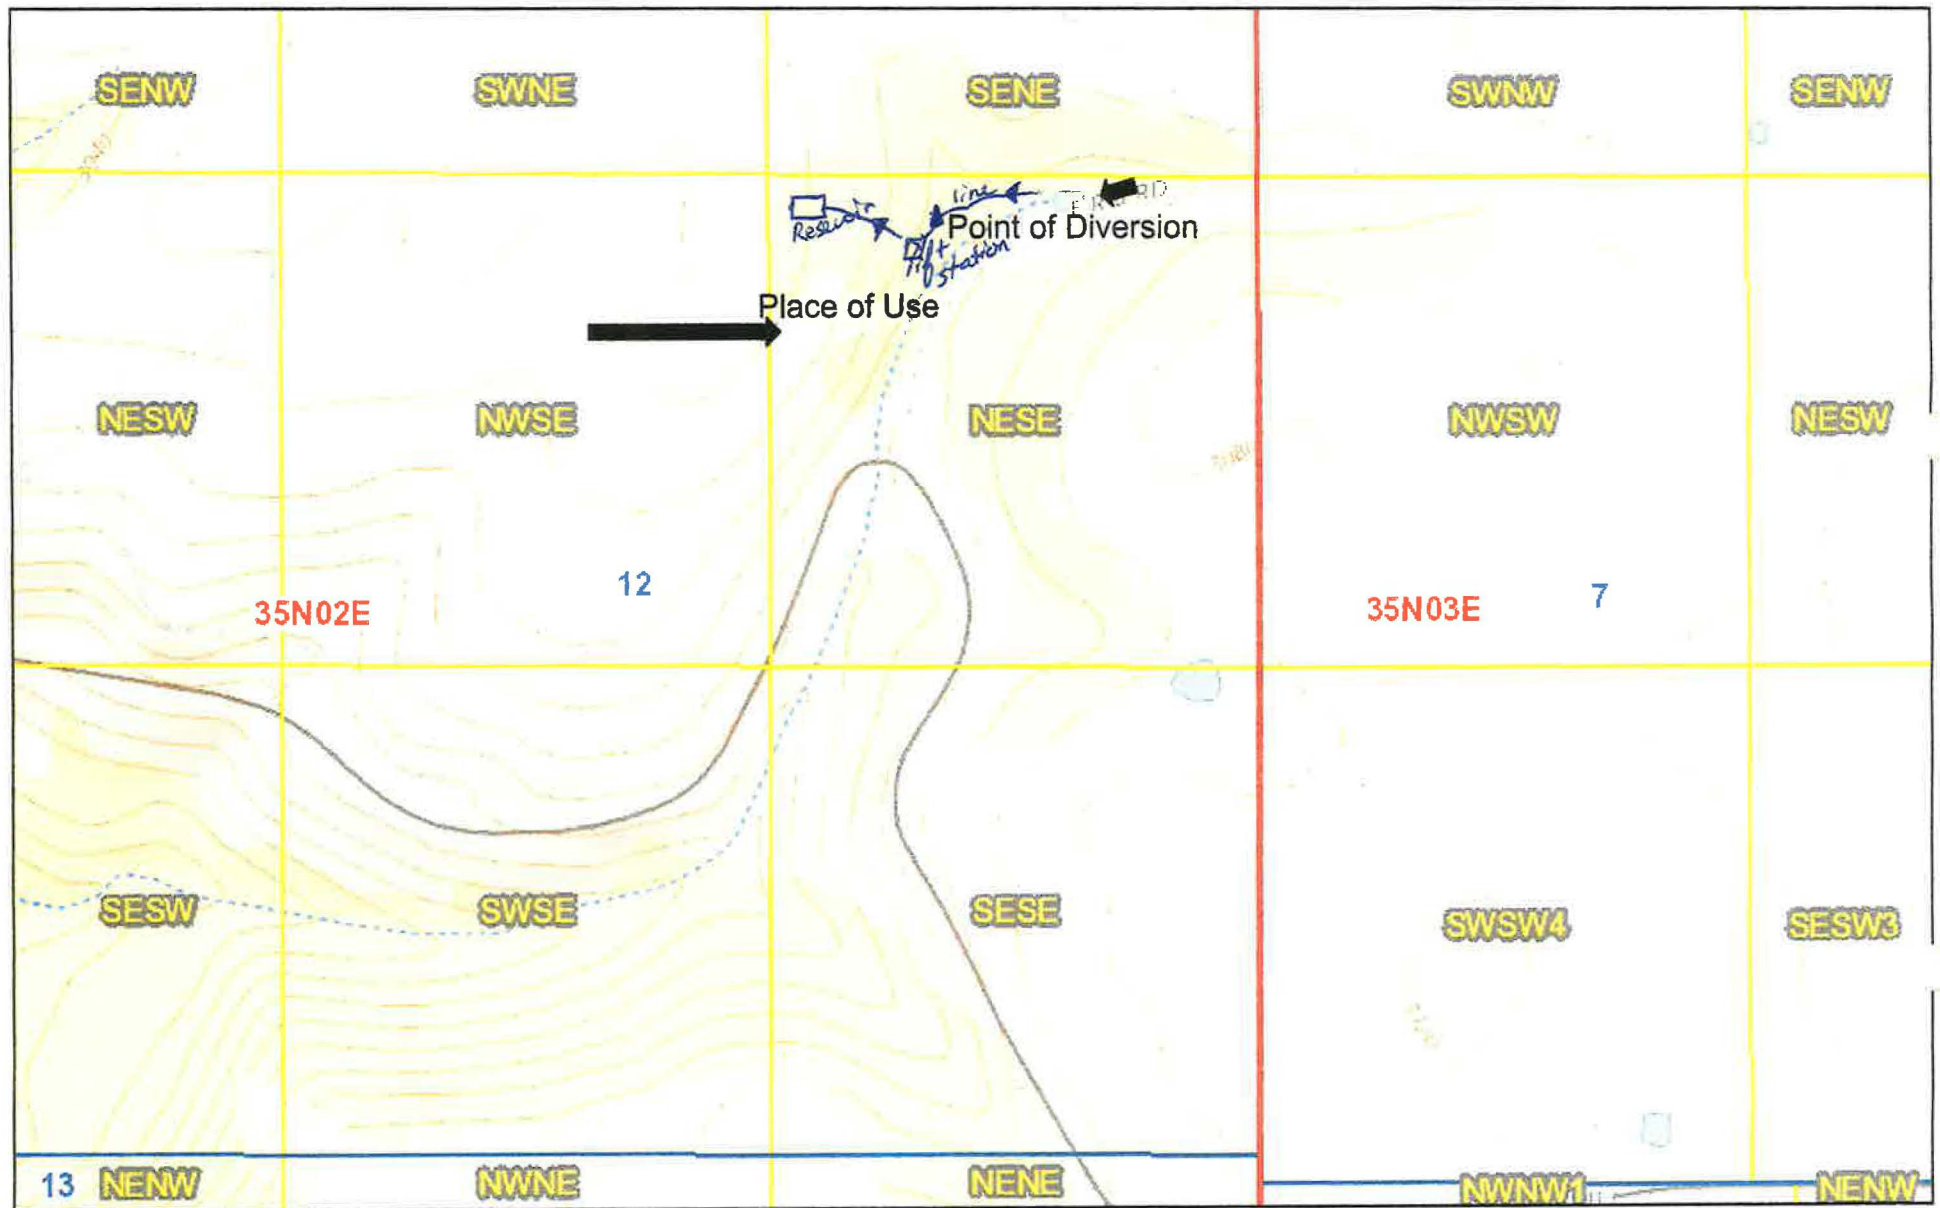 SENW SWNE SENE SWNW SENW
Reservoir line
Point of Diversion
lift
station
Place of Use
NESW NWSE NESE NWSW NESW
12 7
35N02E 35N03E
SESW SWSE SESE SWSW4 SESW3
13 NENW NWNE NENE NWNW1 NENW